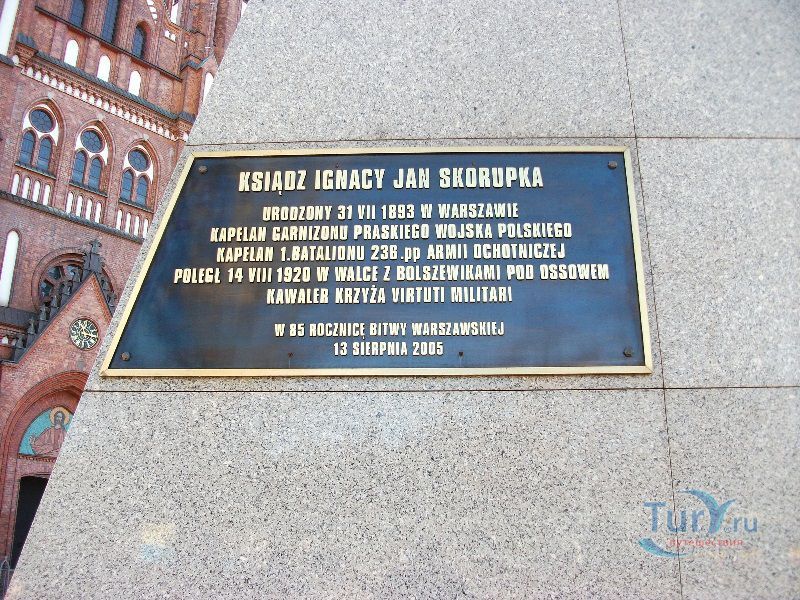 KSIĄDZ IGNACY JAN SKORUPKA
URODZONY 31 VII 1893 W WARSZAWIE
KAPELAN GARNIZONU PRASKIEGO WOJSKA POLSKIEGO
KAPELAN 1.BATALIONU 236.pp ARMII OCHOTNICZEJ
POLEGŁ 14 VIII 1920 W WALCE Z BOLSZEWIKAMI POD OSSOWEM
KAWALER KRZYŻA VIRTUTI MILITARI
W 85 ROCZNICĘ BITWY WARSZAWSKIEJ
13 SIERPNIA 2005
TurY.ru
путешествия